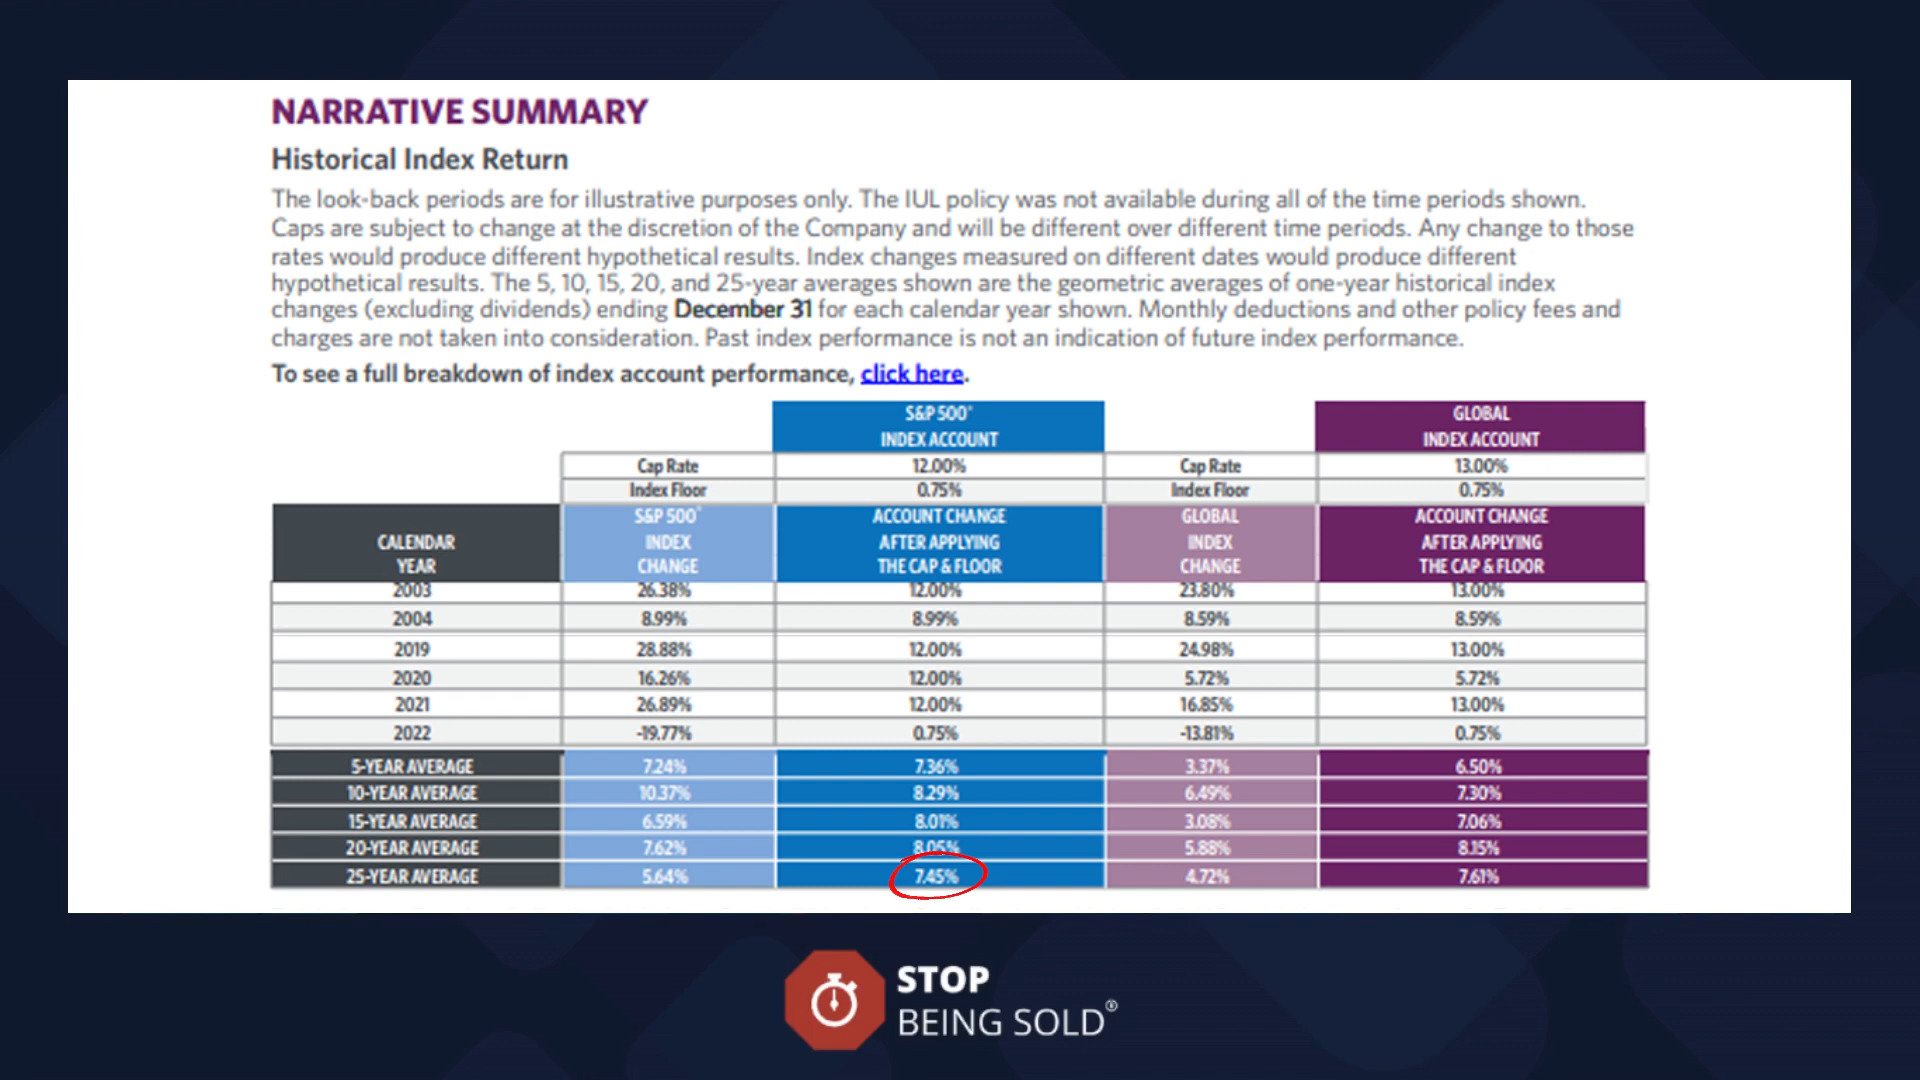 NARRATIVE SUMMARY
Historical Index Return
The look-back periods are for illustrative purposes only. The IUL policy was not available during all of the time periods shown.
Caps are subject to change at the discretion of the Company and will be different over different time periods. Any change to those
rates would produce different hypothetical results. Index changes measured on different dates would produce different
hypothetical results. The 5, 10, 15, 20, and 25-year averages shown are the geometric averages of one-year historical index
changes (excluding dividends) ending December 31 for each calendar year shown. Monthly deductions and other policy fees and
charges are not taken into consideration. Past index performance is not an indication of future index performance.
To see a full breakdown of index account performance, click here.
S&P 500® GLOBAL
INDEX ACCOUNT INDEX ACCOUNT
Cap Rate 12.00% Cap Rate 13.00%
Index Floor 0.75% Index Floor 0.75%
S&P 500® ACCOUNT CHANGE GLOBAL ACCOUNT CHANGE
CALENDAR INDEX AFTER APPLYING INDEX AFTER APPLYING
YEAR CHANGE THE CAP & FLOOR CHANGE THE CAP & FLOOR
2003 26.38% 12.00% 23.80% 13.00%
2004 8.99% 8.99% 8.59% 8.59%
2019 28.88% 12.00% 24.98% 13.00%
2020 16.26% 12.00% 5.72% 5.72%
2021 26.89% 12.00% 16.85% 13.00%
2022 -19.77% 0.75% -13.81% 0.75%
5-YEAR AVERAGE 7.24% 7.36% 3.37% 6.50%
10-YEAR AVERAGE 10.37% 8.29% 6.49% 7.30%
15-YEAR AVERAGE 6.59% 8.01% 3.08% 7.06%
20-YEAR AVERAGE 7.62% 8.05% 5.88% 8.15%
25-YEAR AVERAGE 5.64% 7.45% 4.72% 7.61%
STOP
BEING SOLD®